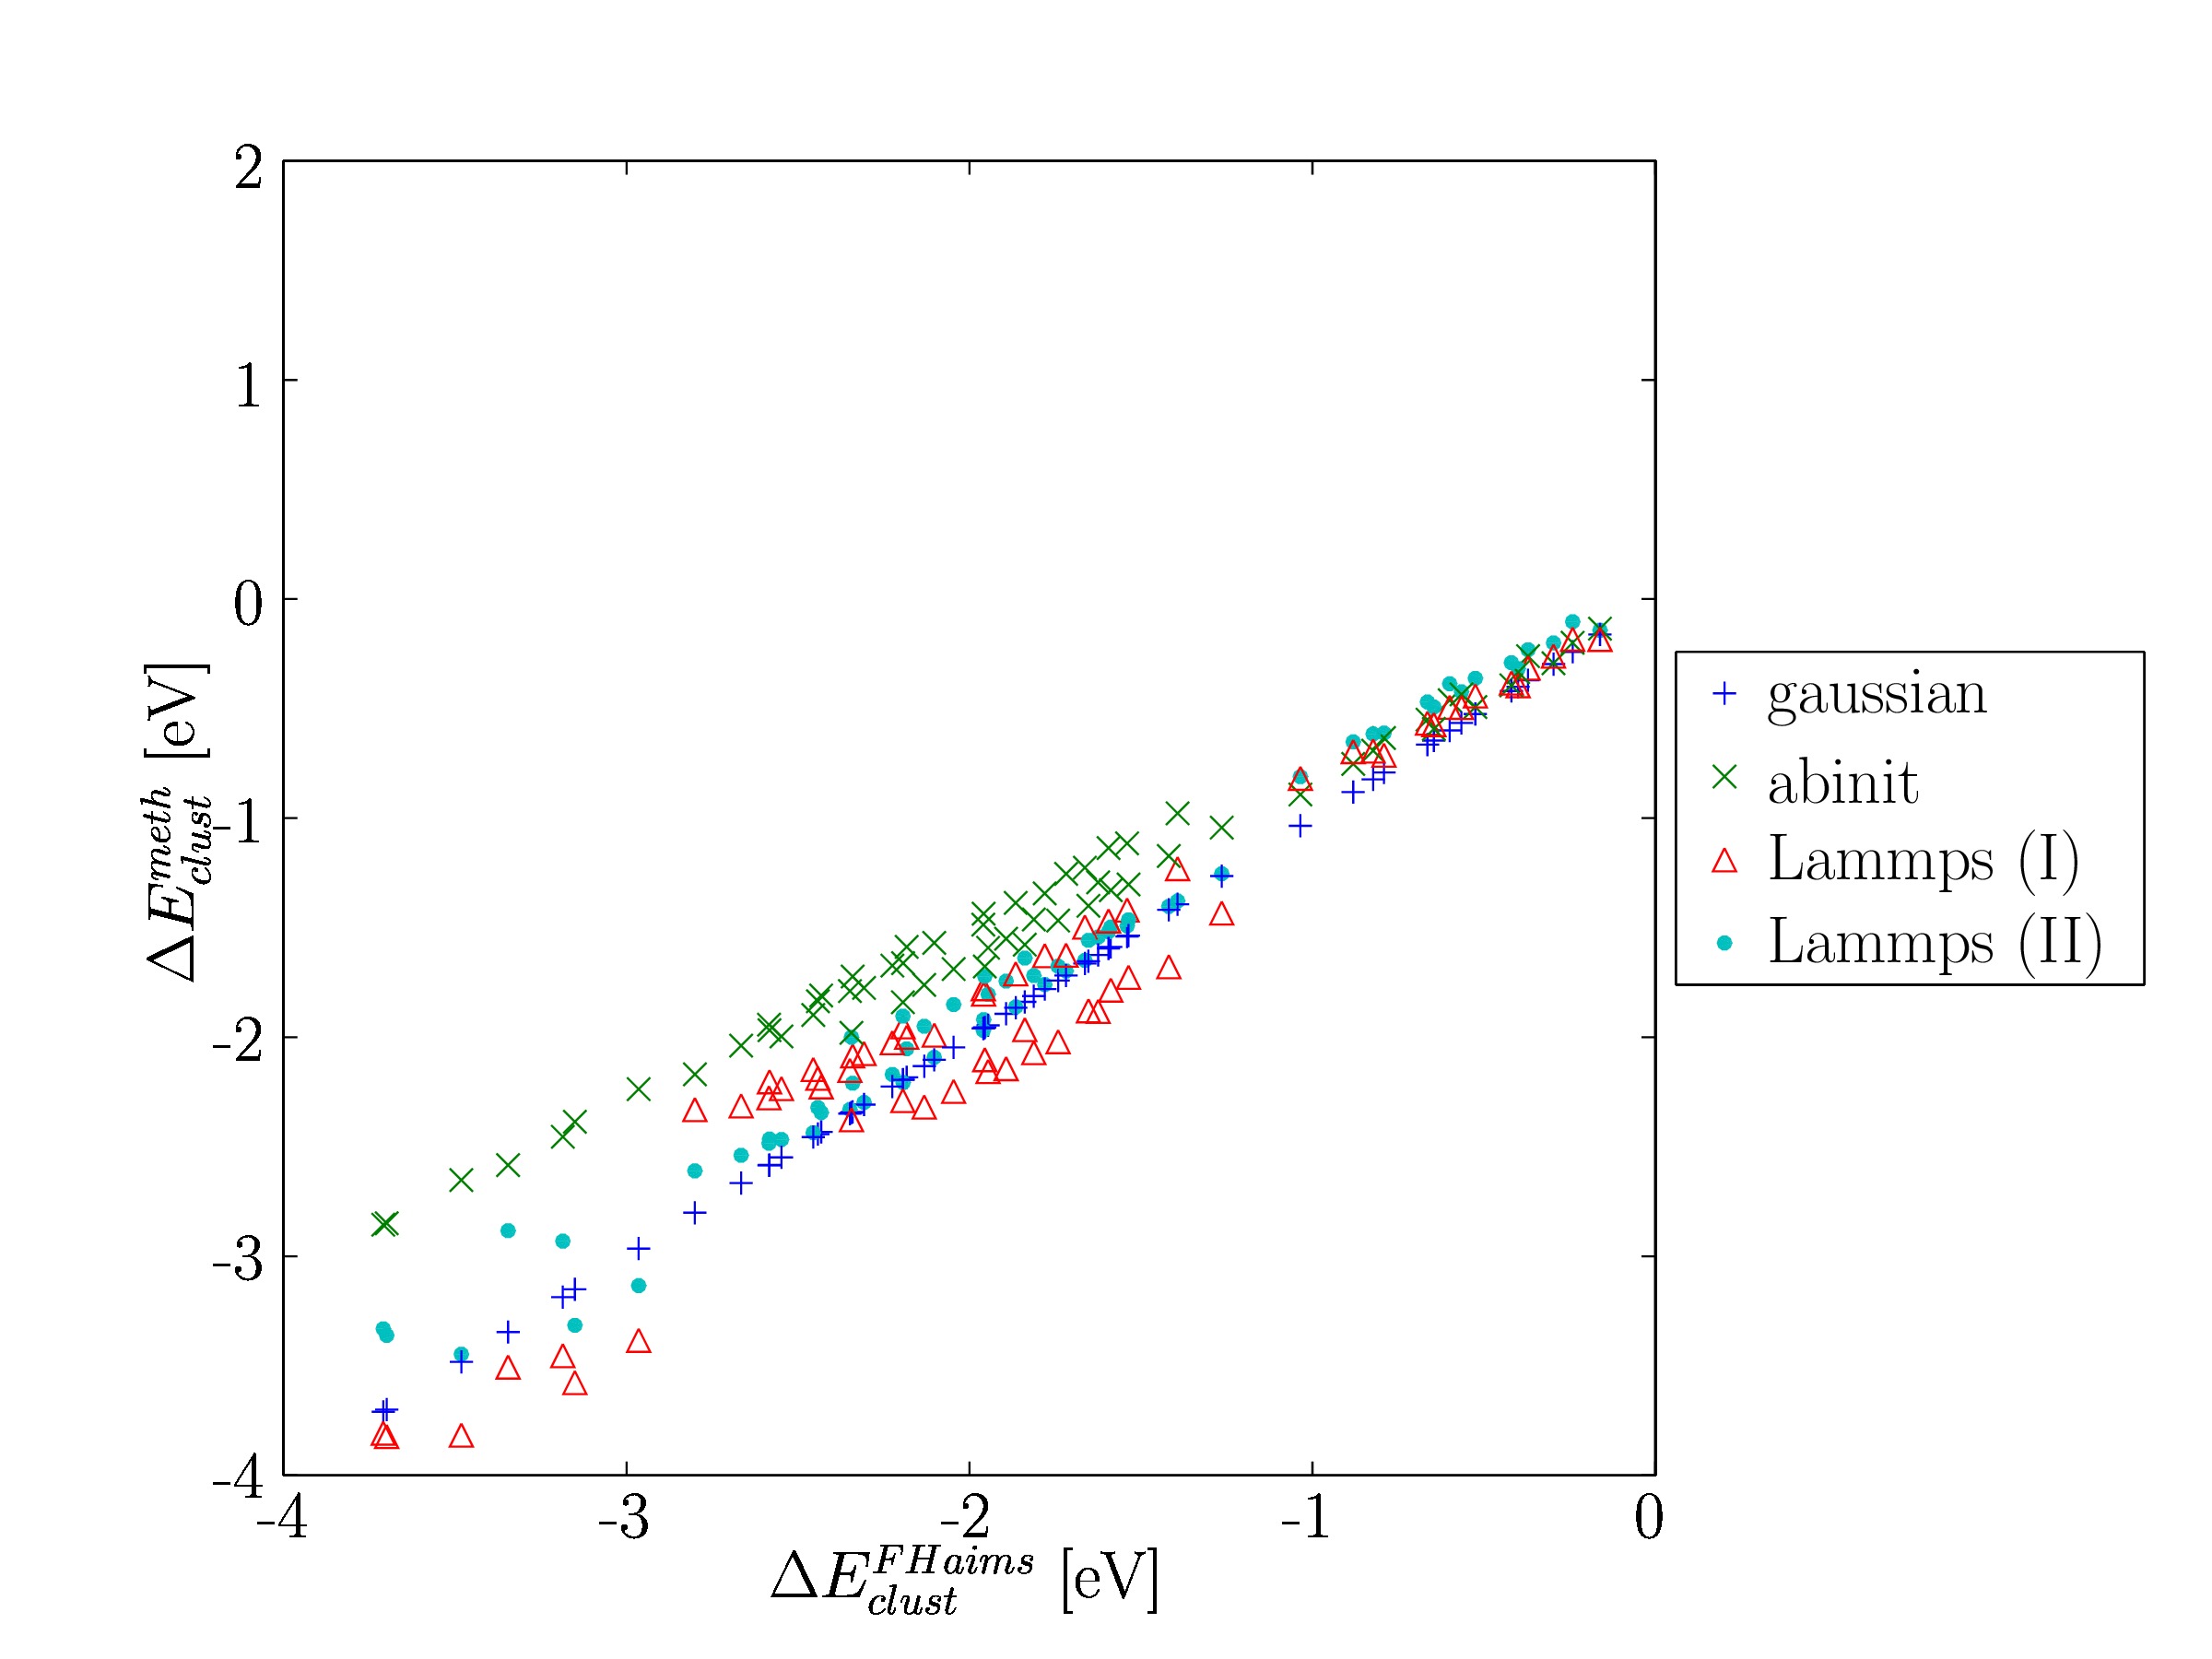 2
1
0
-1
-2
-3
-4
-4
-3
-2
-1
0
ΔE^{meth}_{clust} [eV]
ΔE^{FHaims}_{clust} [eV]
gaussian
abinit
Lammps (I)
Lammps (II)